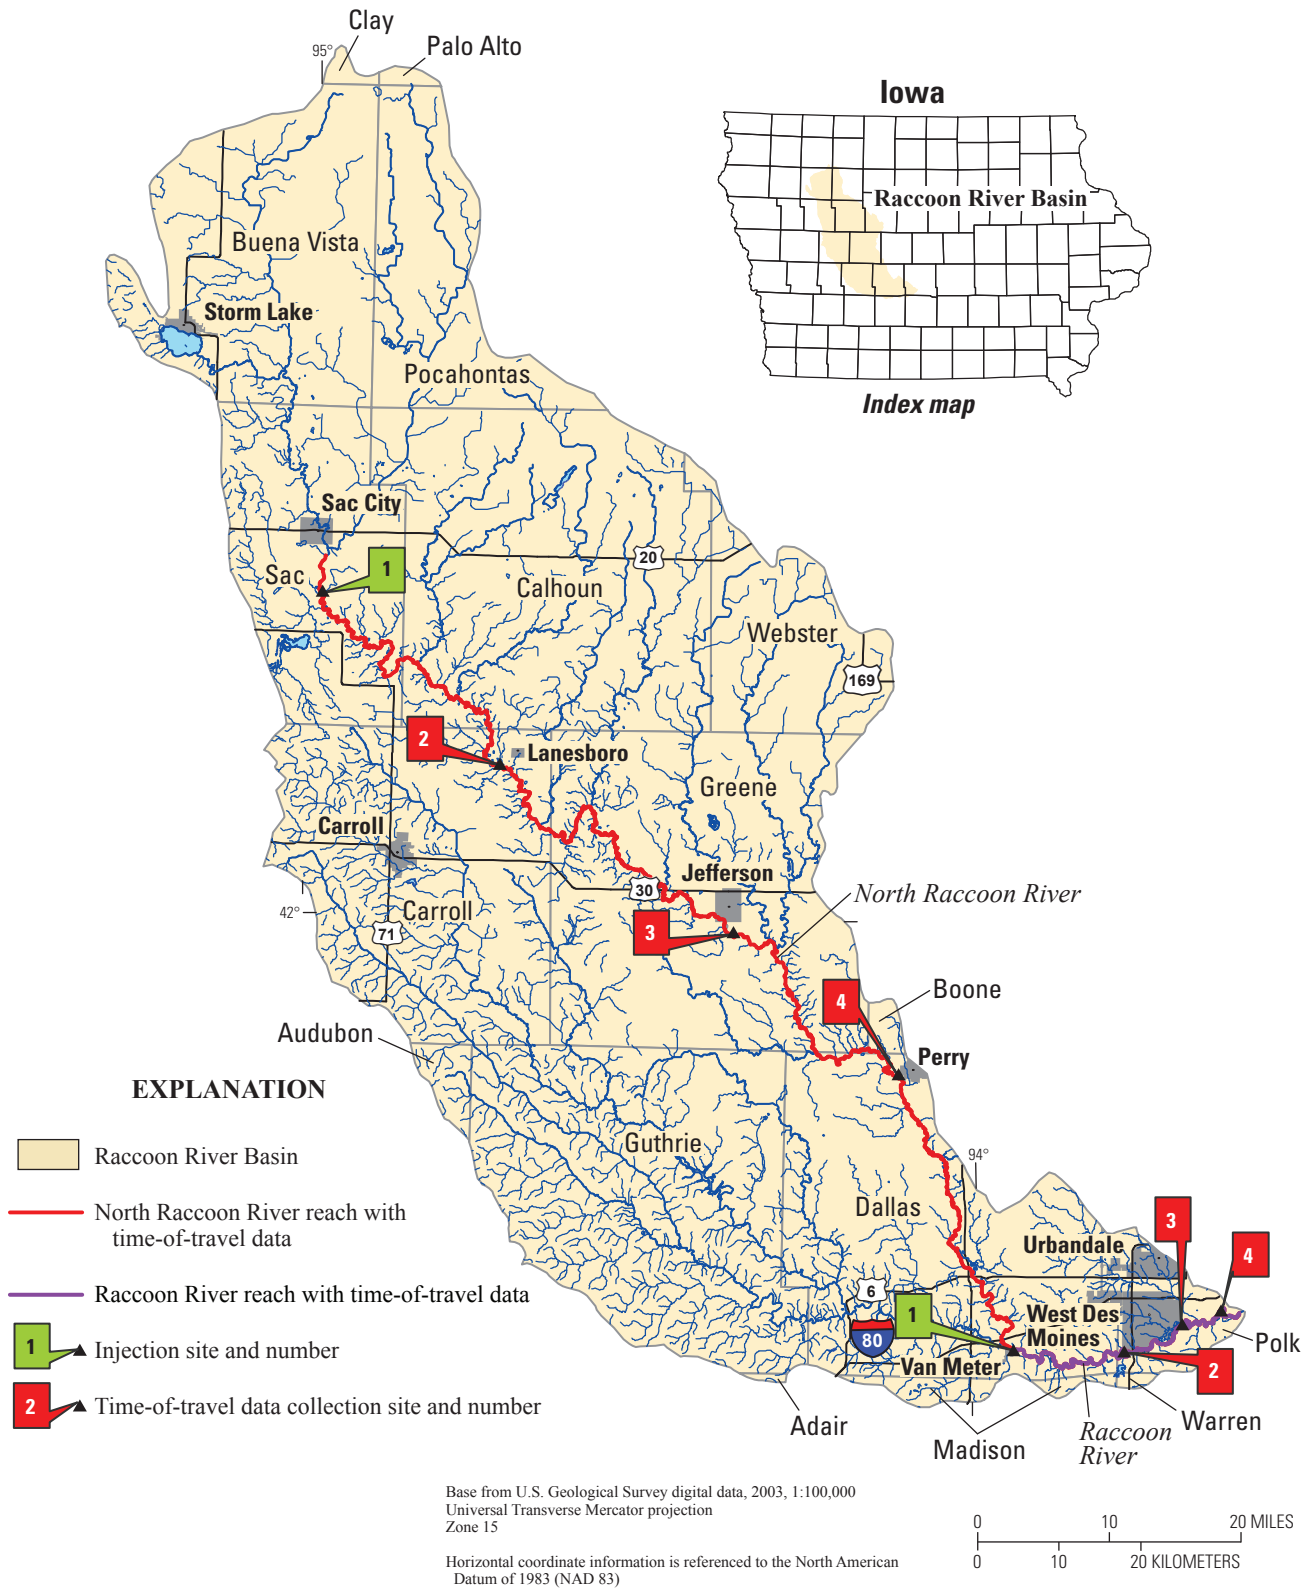 Clay
Palo Alto
95°
Iowa
Raccoon River Basin
Index map
Buena Vista
Storm Lake
Pocahontas
Sac City
20
1
Sac
Calhoun
Webster
169
2
Lanesboro
Greene
Carroll
Jefferson
30
North Raccoon River
42°
Carroll
71
3
4
Boone
Audubon
Perry
EXPLANATION
Raccoon River Basin
North Raccoon River reach with
time-of-travel data
Raccoon River reach with time-of-travel data
1
Injection site and number
2
Time-of-travel data collection site and number
Guthrie
94°
Dallas
3
4
Urbandale
6
1
80
West Des
Moines
Polk
Van Meter
2
Adair
Madison
Raccoon
River
Warren
Base from U.S. Geological Survey digital data, 2003, 1:100,000
Universal Transverse Mercator projection
Zone 15
Horizontal coordinate information is referenced to the North American
Datum of 1983 (NAD 83)
0 10 20 MILES
0 10 20 KILOMETERS